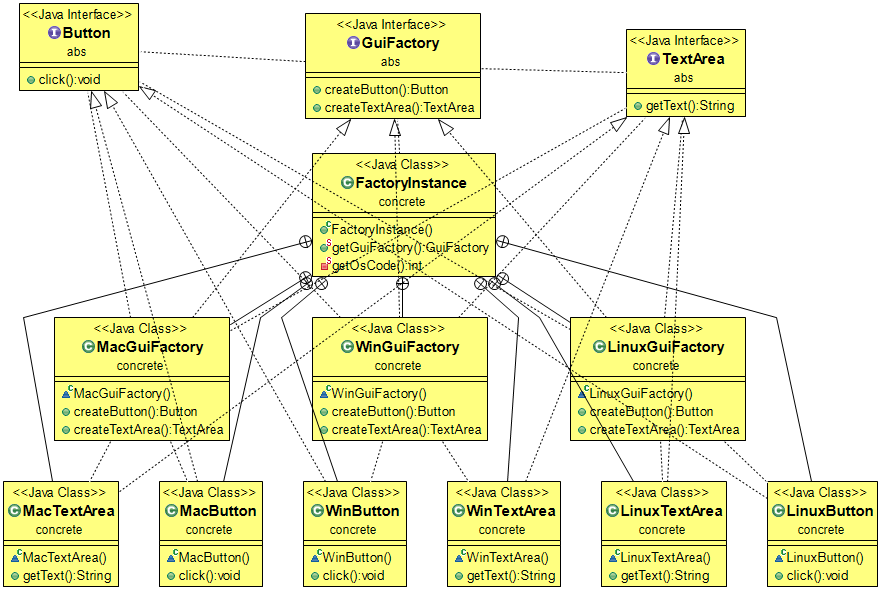 <<Java Interface>>
Button
abs
click():void
<<Java Interface>>
GuiFactory
abs
createButton():Button
createTextArea():TextArea
<<Java Interface>>
TextArea
abs
getText():String
<<Java Class>>
FactoryInstance
concrete
FactoryInstance()
getGuiFactory():GuiFactory
getOsCode():int
<<Java Class>>
MacGuiFactory
concrete
MacGuiFactory()
createButton():Button
createTextArea():TextArea
<<Java Class>>
WinGuiFactory
concrete
WinGuiFactory()
createButton():Button
createTextArea():TextArea
<<Java Class>>
LinuxGuiFactory
concrete
LinuxGuiFactory()
createButton():Button
createTextArea():TextArea
<<Java Class>>
MacTextArea
concrete
MacTextArea()
getText():String
<<Java Class>>
MacButton
concrete
MacButton()
click():void
<<Java Class>>
WinButton
concrete
WinButton()
click():void
<<Java Class>>
WinTextArea
concrete
WinTextArea()
getText():String
<<Java Class>>
LinuxTextArea
concrete
LinuxTextArea()
getText():String
<<Java Class>>
LinuxButton
concrete
LinuxButton()
click():void